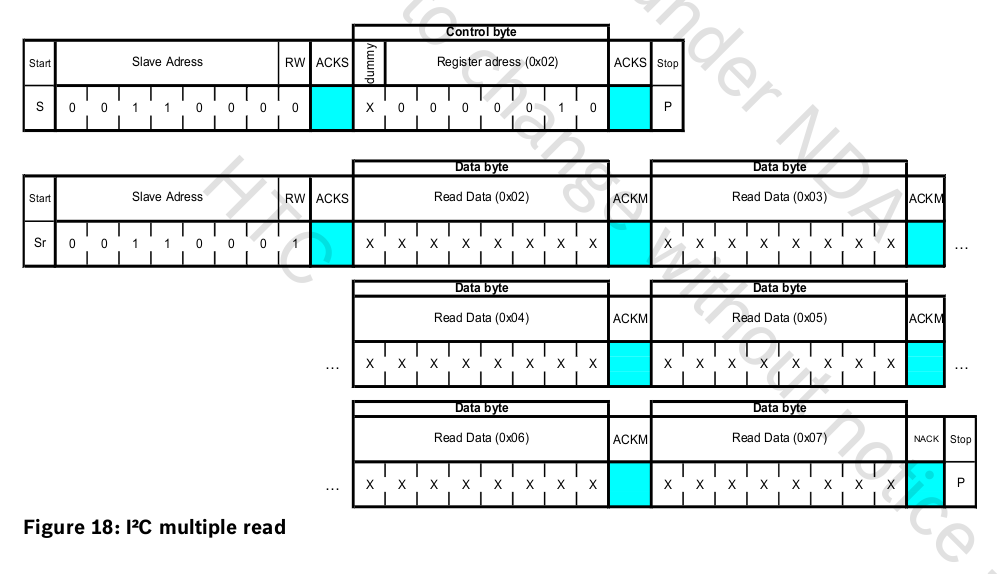 Control byte
Start Slave Adress RW ACKS dummy Register adress (0x02) ACKS Stop
S 0 0 1 1 0 0 0 0 X 0 0 0 0 0 1 0 P
Data byte Data byte
Start Slave Adress RW ACKS Read Data (0x02) ACKM Read Data (0x03) ACKM
Sr 0 0 1 1 0 0 0 1 X X X X X X X X X X X X X X X X …
Data byte Data byte
Read Data (0x04) ACKM Read Data (0x05) ACKM
… X X X X X X X X X X X X X X X X …
Data byte Data byte
Read Data (0x06) ACKM Read Data (0x07) NACK Stop
… X X X X X X X X X X X X X X X X P
Figure 18: I²C multiple read
HTC
to change without notice
under NDA